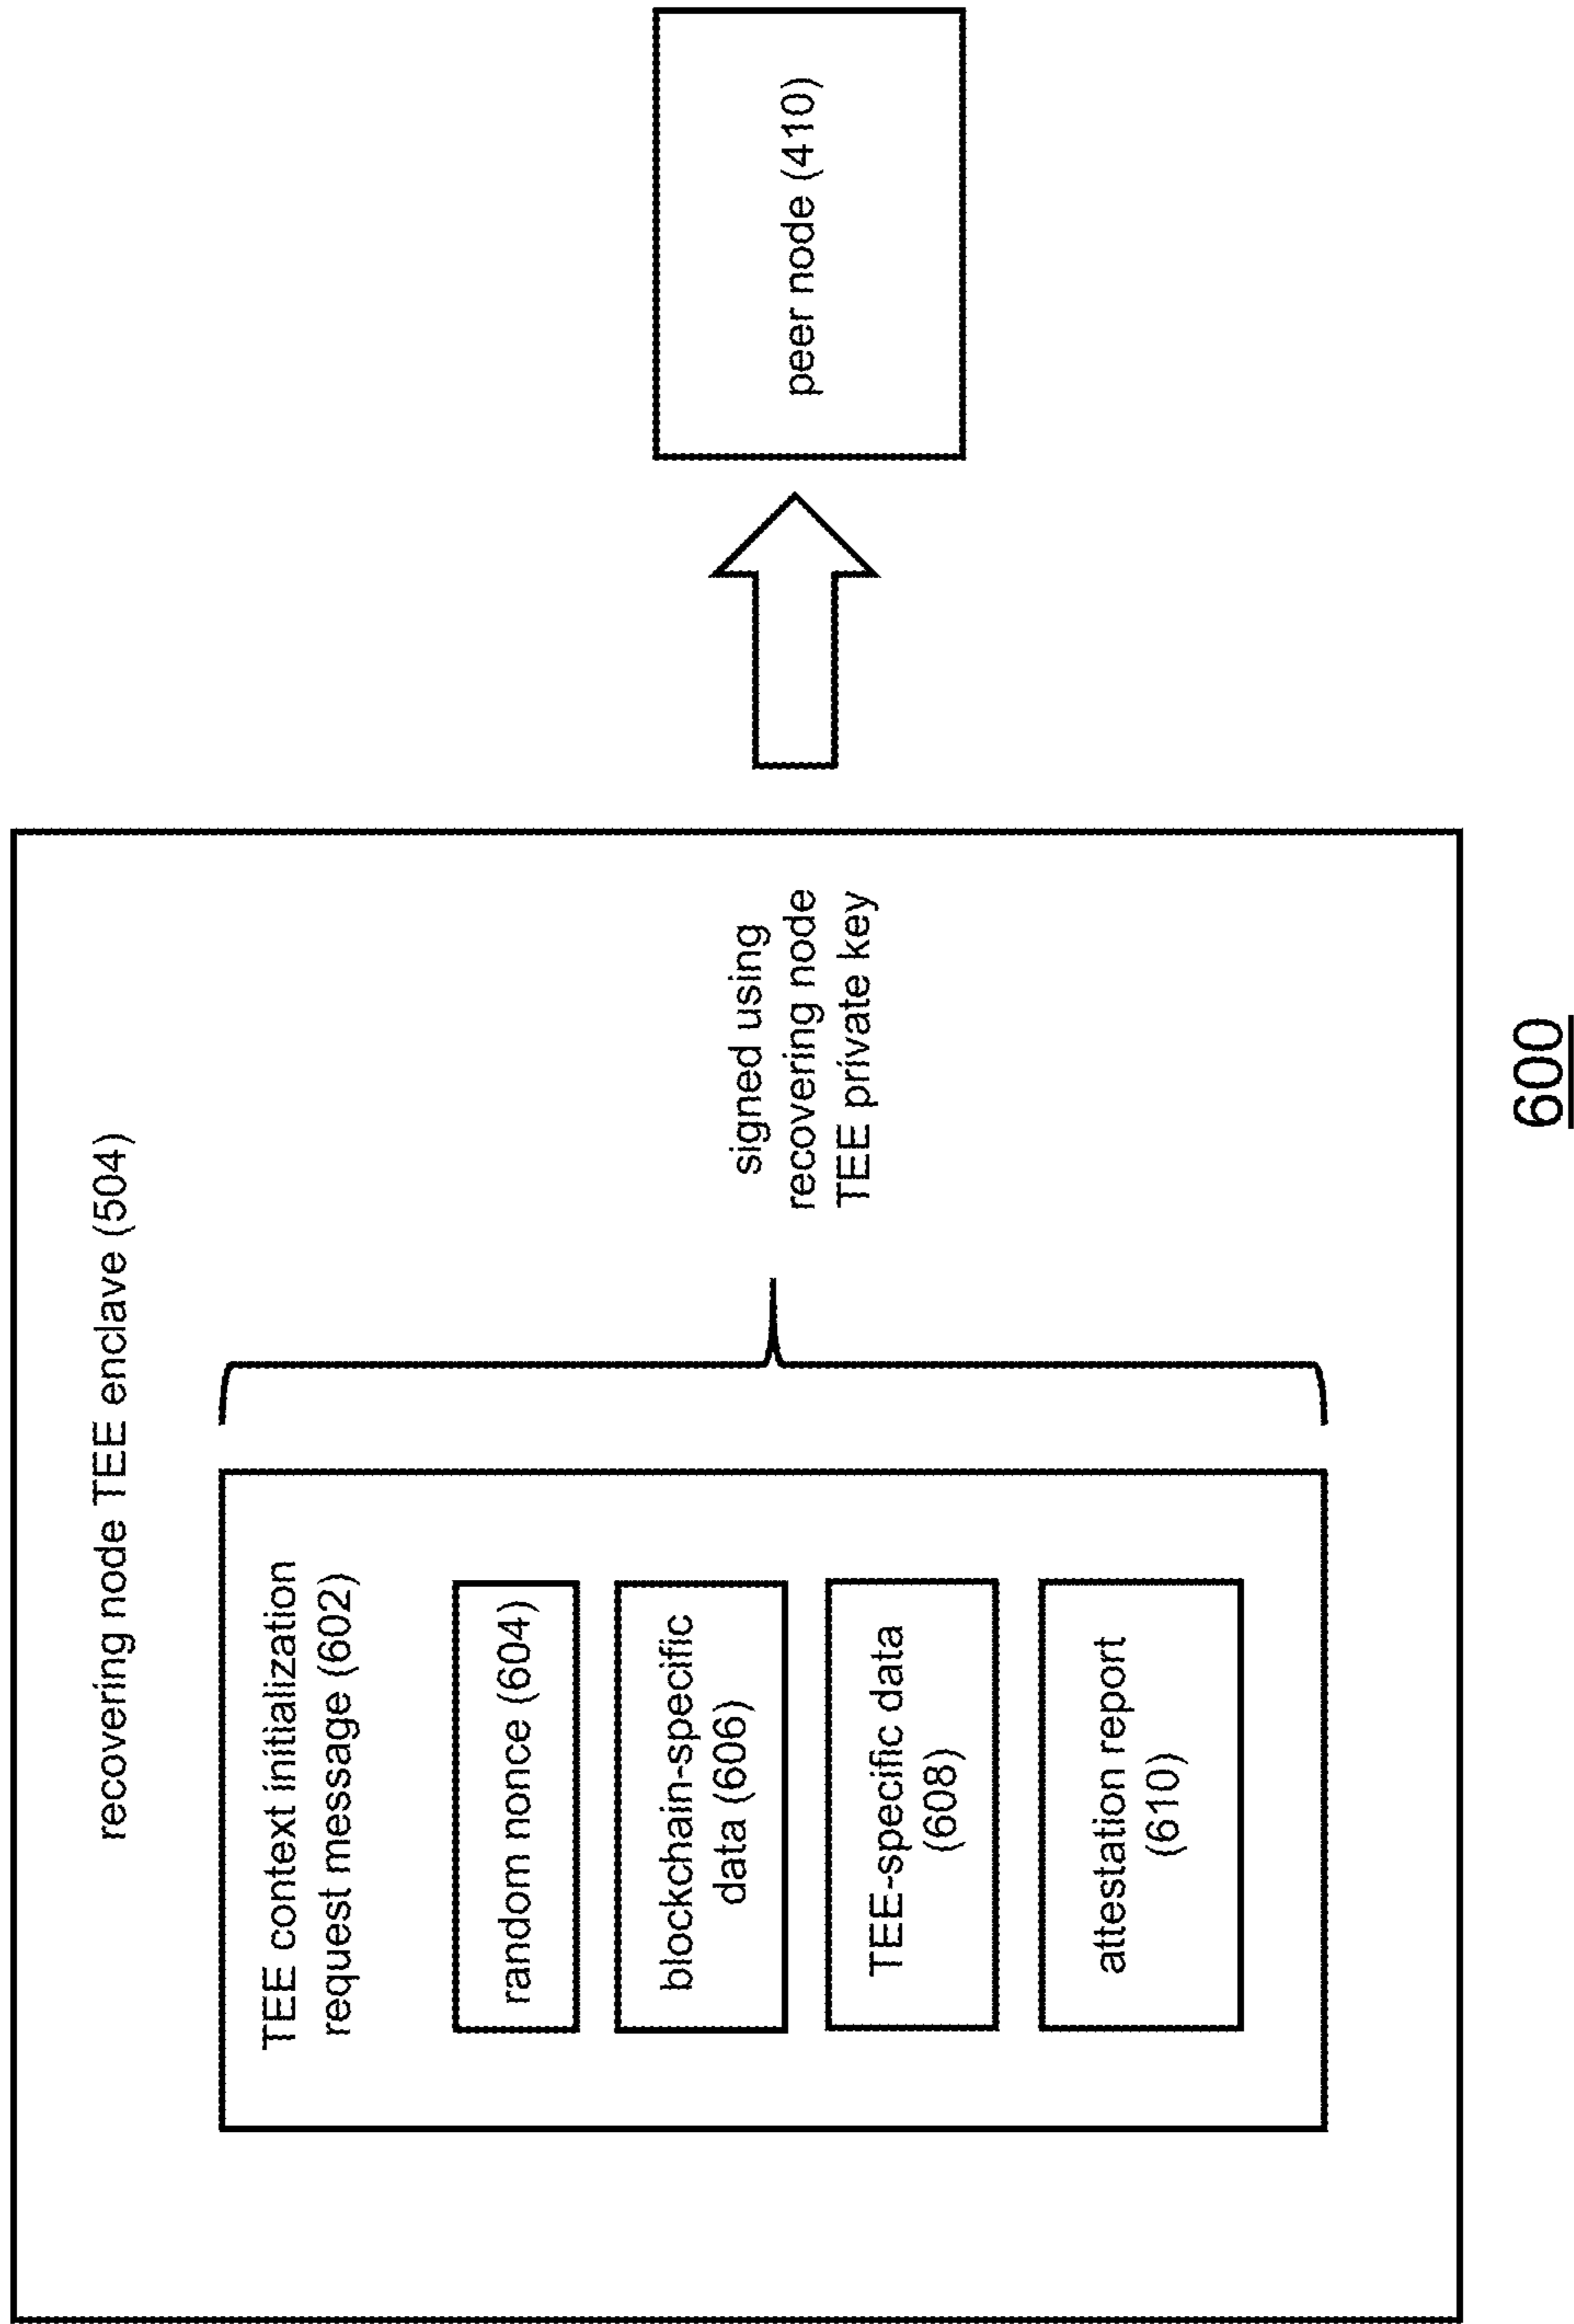 recovering node TEE enclave (504)
TEE context initialization
request message (602)
random nonce (604)
blockchain-specific
data (606)
TEE-specific data
(608)
attestation report
(610)
signed using
recovering node
TEE private key
peer node (410)
600